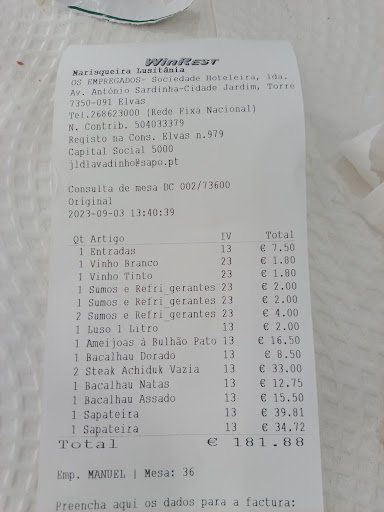 WinRest
Marisqueira Lusitânia
OS EMPREGADOS- Sociedade Hoteleira, lda.
Av. António Sardinha-Cidade Jardim, Torre
7350-091 Elvas
Tel.268623000 (Rede Fixa Nacional)
N. Contrib. 504033379
Registo na Cons. Elvas n.979
Capital Social 5000
jldlavadinho@sapo.pt
Consulta de mesa DC 002/73600
Original
2023-09-03 13:40:39
Qt Artigo IV Total
1 Entradas 13 € 7.50
1 Vinho Branco 23 € 1.80
1 Vinho Tinto 23 € 1.80
1 Sumos e Refri_gerantes 23 € 2.00
1 Sumos e Refri_gerantes 23 € 2.00
2 Sumos e Refri_gerantes 23 € 4.00
1 Luso 1 Litro 13 € 2.00
1 Ameijoas à Bulhão Pato 13 € 16.50
1 Bacalhau Dorado 13 € 8.50
2 Steak Achiduk Vazia 13 € 33.00
1 Bacalhau Natas 13 € 12.75
1 Bacalhau Assado 13 € 15.50
1 Sapateira 13 € 39.81
1 Sapateira 13 € 34.72
Total € 181.88
Emp. MANUEL | Mesa: 36
Preencha aqui os dados para a factura: